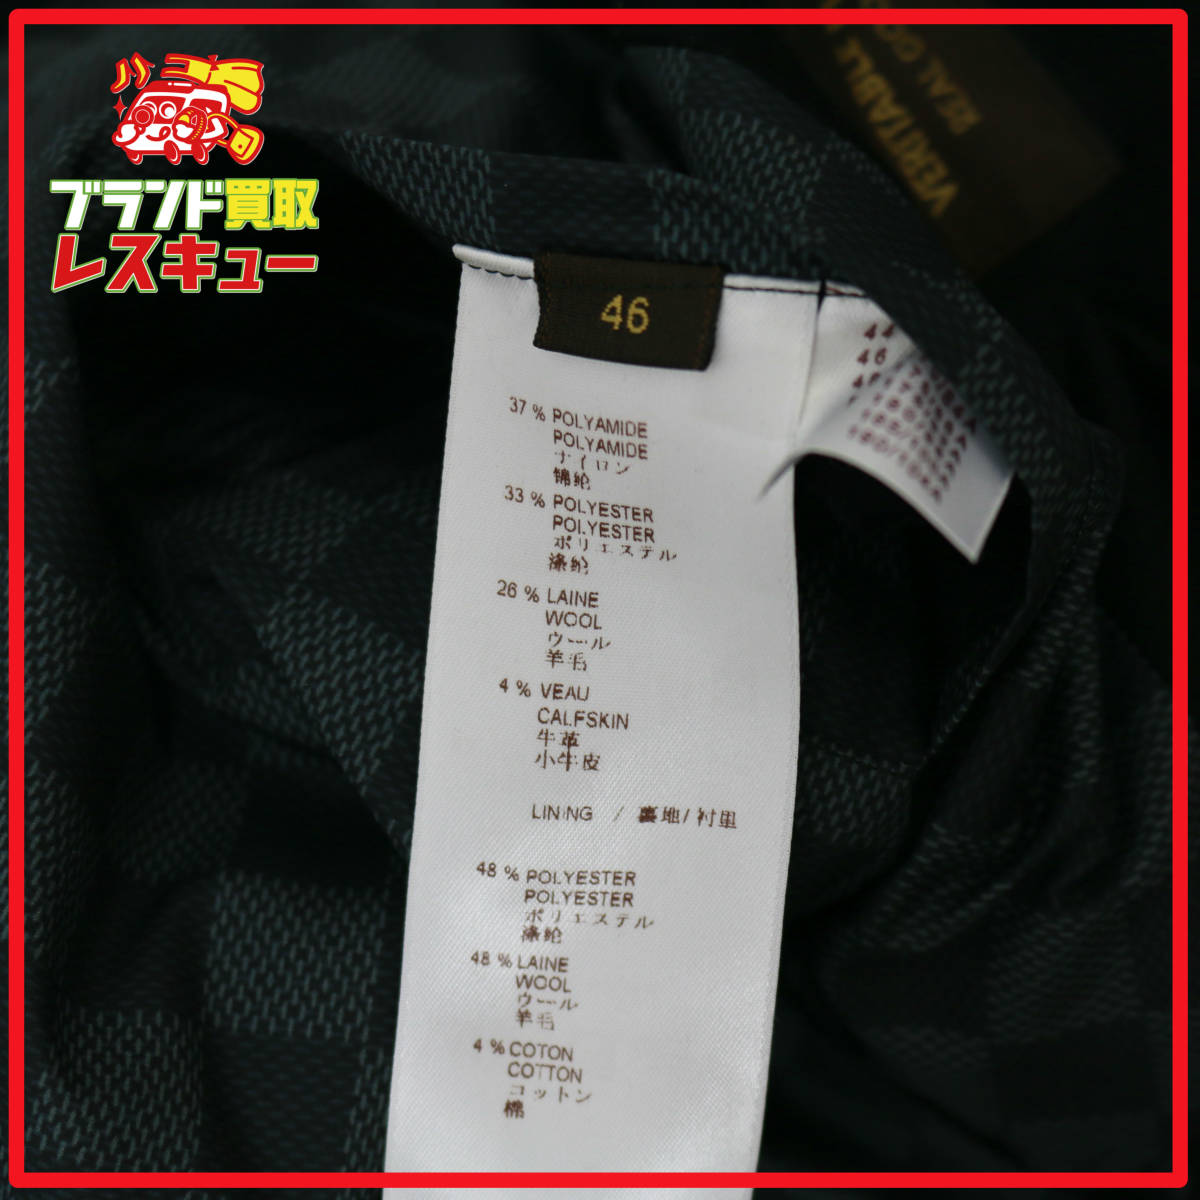 ブランド買取
レスキュー
VERITABLE
REAL
46
44
46
37 % POLYAMIDE
POLYAMIDE
ナイロン
锦纶
33 % POLYESTER
POLYESTER
ポリエステル
涤纶
26 % LAINE
WOOL
ウール
羊毛
4 % VEAU
CALFSKIN
牛革
小牛皮
LINING / 裏地/衬里
48 % POLYESTER
POLYESTER
ポリエステル
涤纶
48 % LAINE
WOOL
ウール
羊毛
4 % COTON
COTTON
コットン
棉